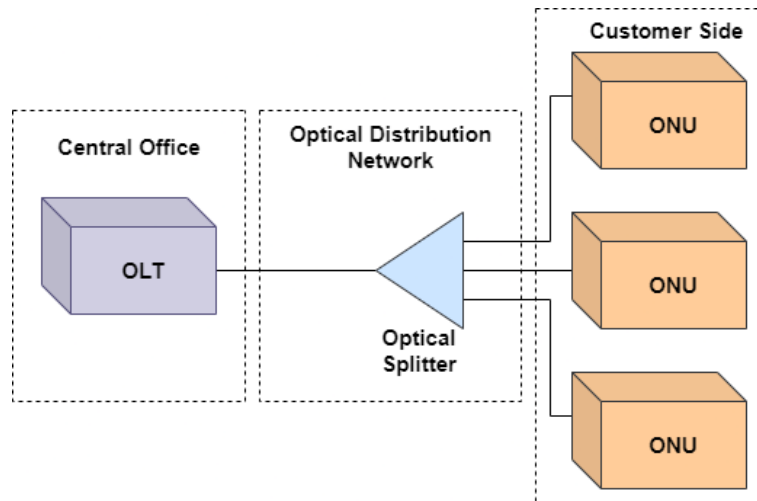 Customer Side
ONU
Central Office
Optical Distribution
Network
OLT
ONU
Optical
Splitter
ONU